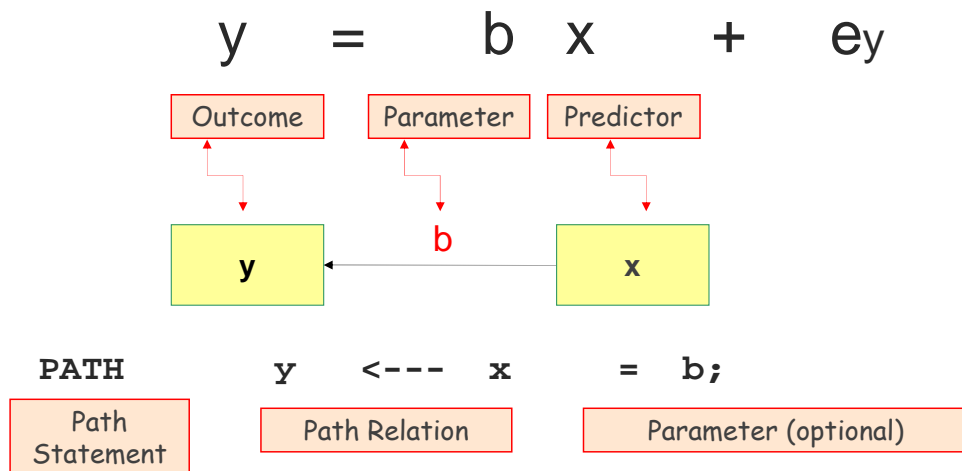 y = b x + ey
Outcome Parameter Predictor
b
y x
PATH y <--- x = b;
Path
Statement
Path Relation
Parameter (optional)